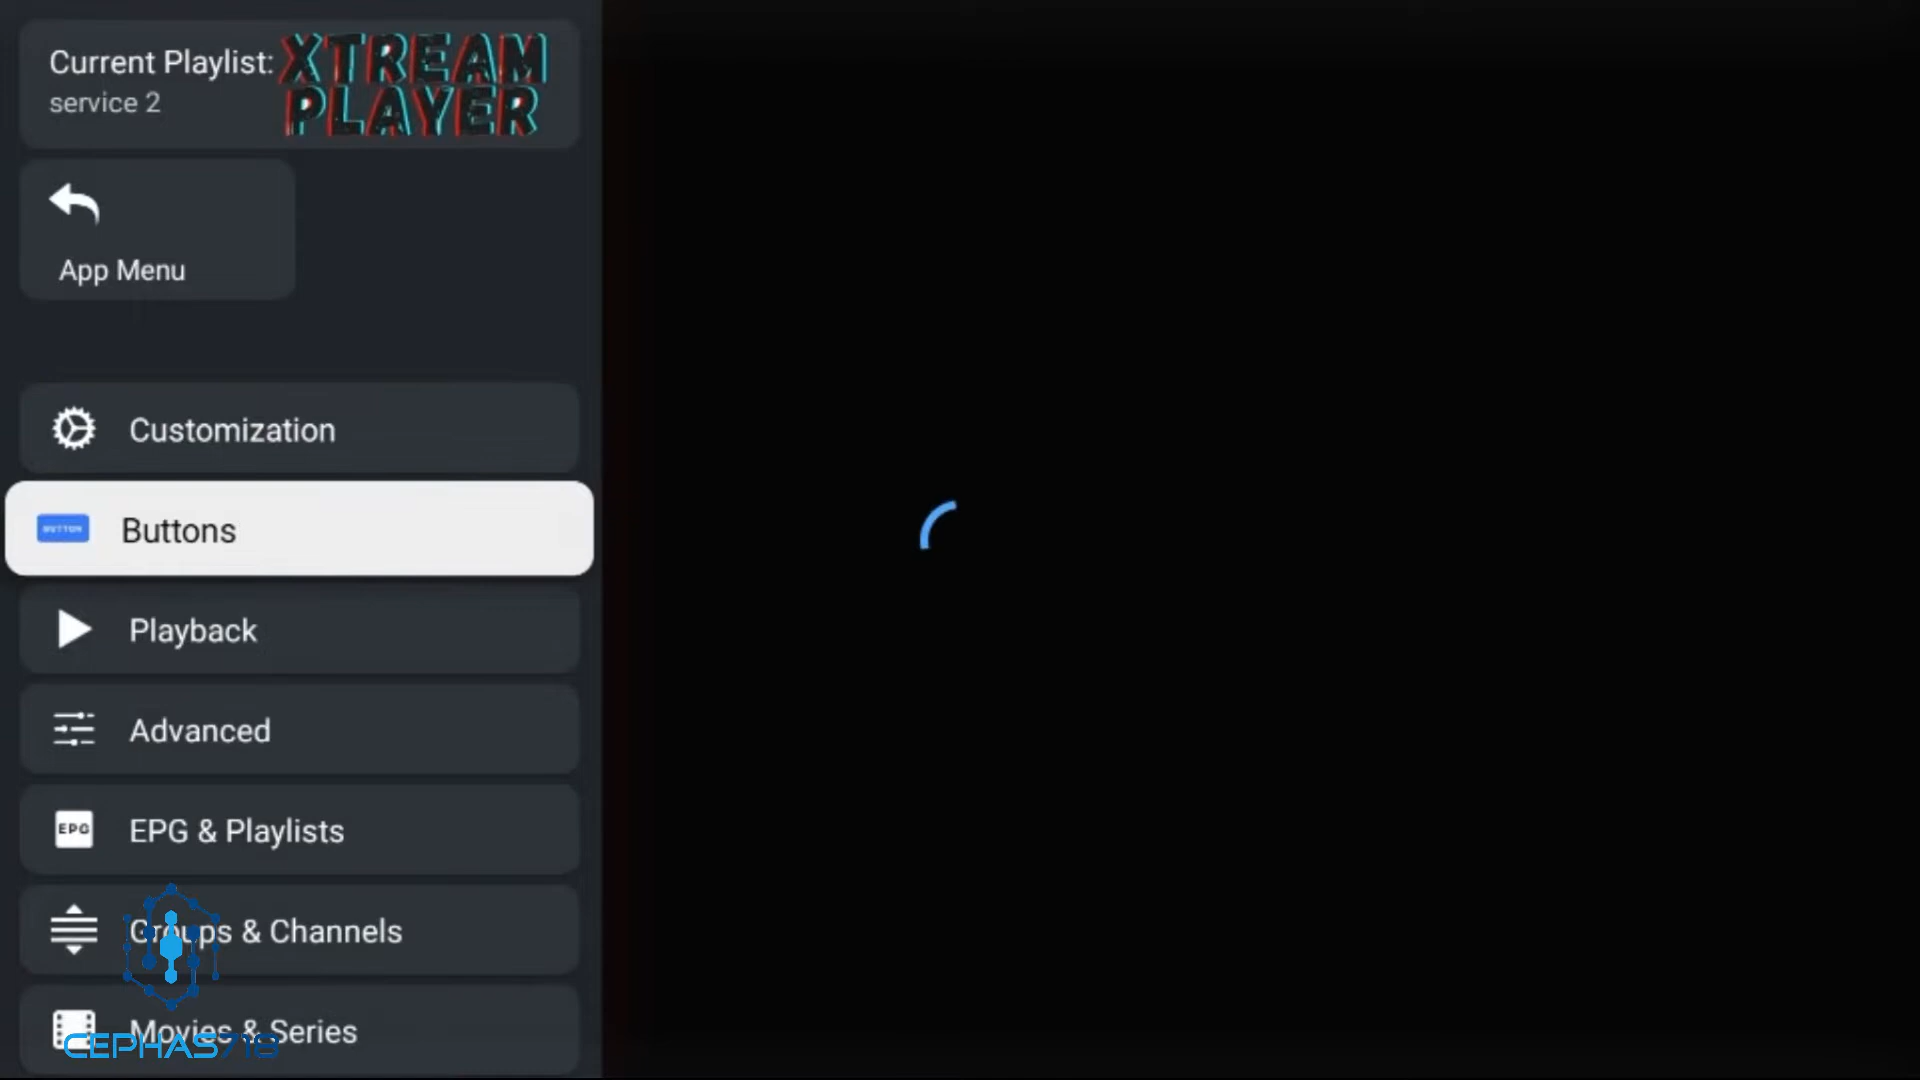 Current Playlist:
service 2
XTREAM
PLAYER
App Menu
Customization
BUTTON
Buttons
Playback
Advanced
EPG
EPG & Playlists
Groups & Channels
Movies & Series
CEPHAS718